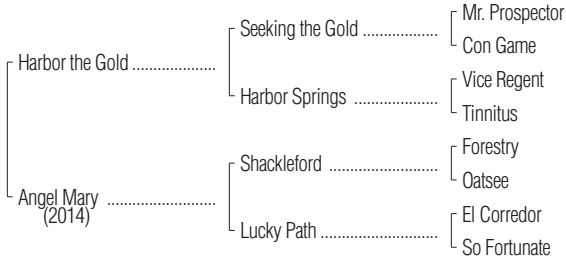 Mr. Prospector
Seeking the Gold ..................
Con Game
Harbor the Gold ....................
Vice Regent
Harbor Springs ....................
Tinnitus
Forestry
Shackleford ..........................
Oatsee
Angel Mary ..........................
(2014)
El Corredor
Lucky Path ............................
So Fortunate